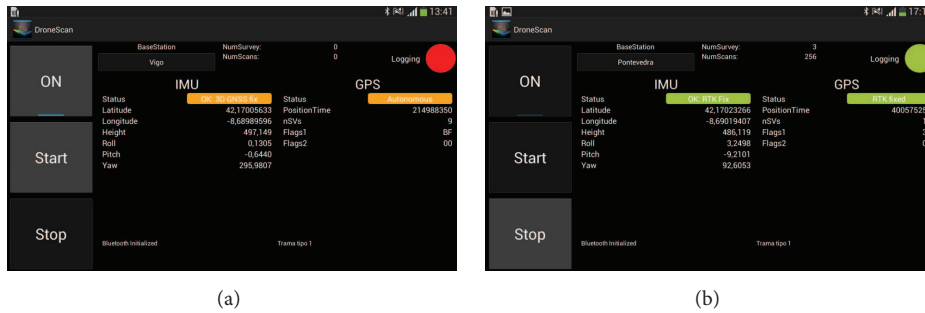 13:41
DroneScan
BaseStation NumSurvey: 0
Vigo NumScans: 0 Logging
ON
IMU GPS
Status OK: 3D GNSS fix Status Autonomous
Latitude 42,17005633 PositionTime 214988350
Longitude -8,68989596 nSVs 9
Height 497,149 Flags1 BF
Roll 0,1305 Flags2 00
Start
Pitch -0,6440
Yaw 295,9807
Stop
Bluetooth Initialized Trama tipo 1
(a)
DroneScan
BaseStation NumSurvey: 3
Pontevedra NumScans: 256 Logging
ON
IMU GPS
Status OK: RTK Fix Status RTK fixed
Latitude 42,17023266 PositionTime 40057525
Longitude -8,69019407 nSVs
Height 486,119 Flags1
Roll 3,2498 Flags2
Start
Pitch -9,2101
Yaw 92,6053
Stop
Bluetooth Initialized Trama tipo 1
(b)